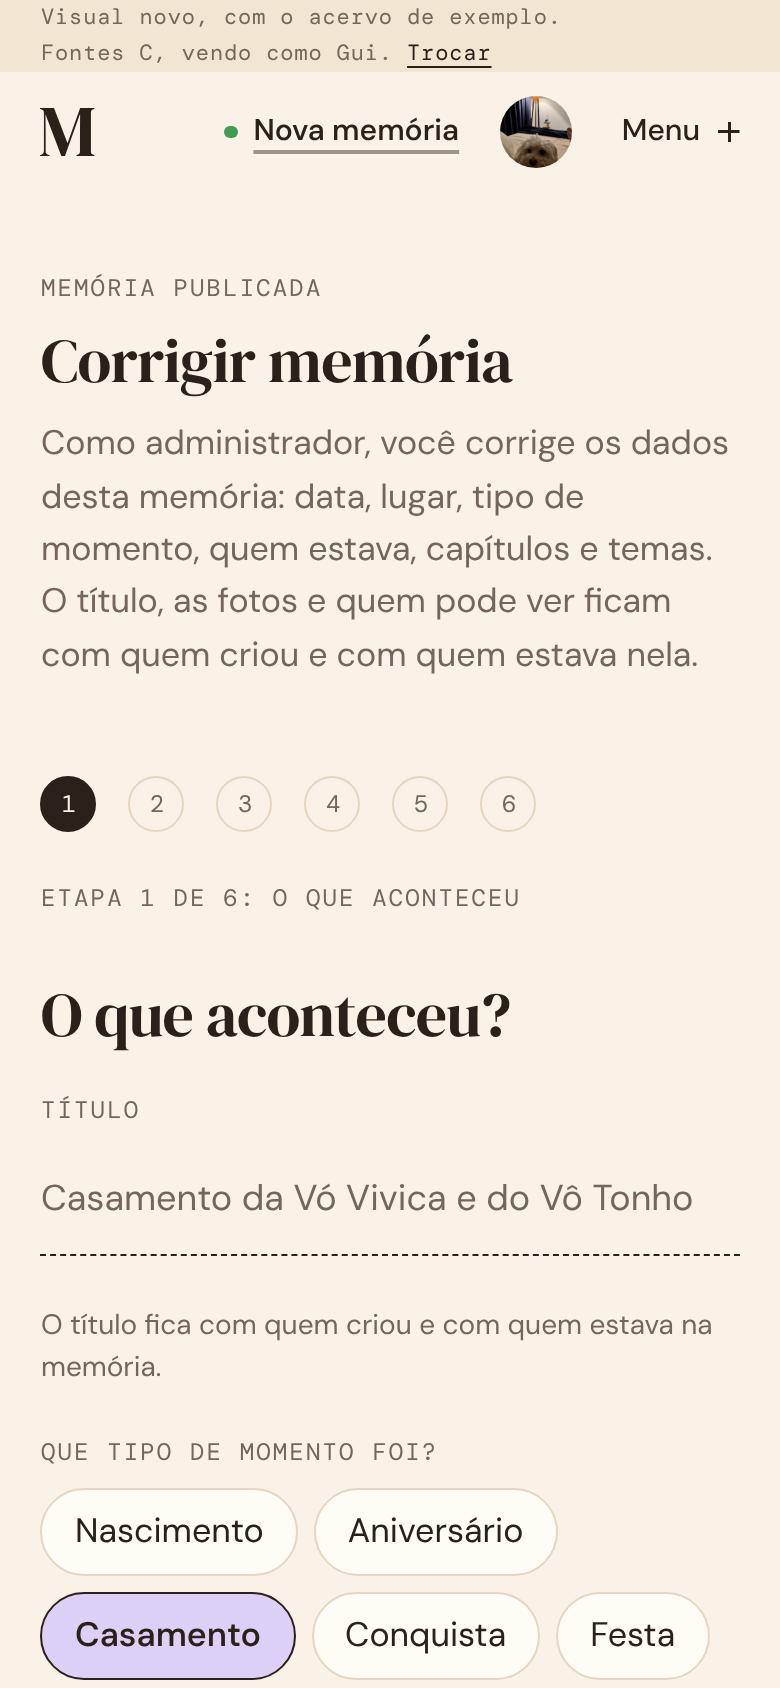 Visual novo, com o acervo de exemplo.
Fontes C, vendo como Gui. Trocar
M
Nova memória
Menu +
MEMÓRIA PUBLICADA
Corrigir memória
Como administrador, você corrige os dados
desta memória: data, lugar, tipo de
momento, quem estava, capítulos e temas.
O título, as fotos e quem pode ver ficam
com quem criou e com quem estava nela.
1 2 3 4 5 6
ETAPA 1 DE 6: O QUE ACONTECEU
O que aconteceu?
TÍTULO
Casamento da Vó Vivica e do Vô Tonho
O título fica com quem criou e com quem estava na
memória.
QUE TIPO DE MOMENTO FOI?
Nascimento Aniversário
Casamento Conquista Festa